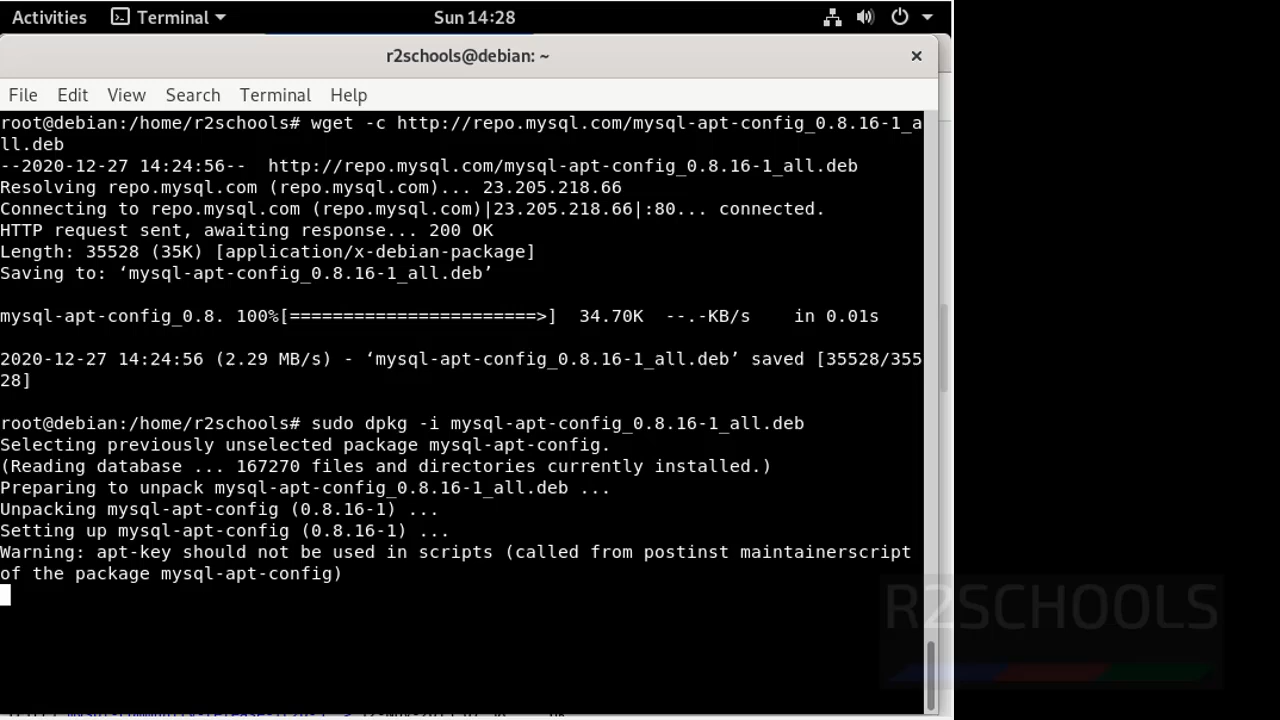 Activities Terminal Sun 14:28
r2schools@debian: ~ ×
File Edit View Search Terminal Help
root@debian:/home/r2schools# wget -c http://repo.mysql.com/mysql-apt-config_0.8.16-1_a
ll.deb
--2020-12-27 14:24:56--  http://repo.mysql.com/mysql-apt-config_0.8.16-1_all.deb
Resolving repo.mysql.com (repo.mysql.com)... 23.205.218.66
Connecting to repo.mysql.com (repo.mysql.com)|23.205.218.66|:80... connected.
HTTP request sent, awaiting response... 200 OK
Length: 35528 (35K) [application/x-debian-package]
Saving to: ‘mysql-apt-config_0.8.16-1_all.deb’
mysql-apt-config_0.8. 100%[=======================>]  34.70K  --.-KB/s    in 0.01s
2020-12-27 14:24:56 (2.29 MB/s) - ‘mysql-apt-config_0.8.16-1_all.deb’ saved [35528/355
28]
root@debian:/home/r2schools# sudo dpkg -i mysql-apt-config_0.8.16-1_all.deb
Selecting previously unselected package mysql-apt-config.
(Reading database ... 167270 files and directories currently installed.)
Preparing to unpack mysql-apt-config_0.8.16-1_all.deb ...
Unpacking mysql-apt-config (0.8.16-1) ...
Setting up mysql-apt-config (0.8.16-1) ...
Warning: apt-key should not be used in scripts (called from postinst maintainerscript
of the package mysql-apt-config)
R2SCHOOLS